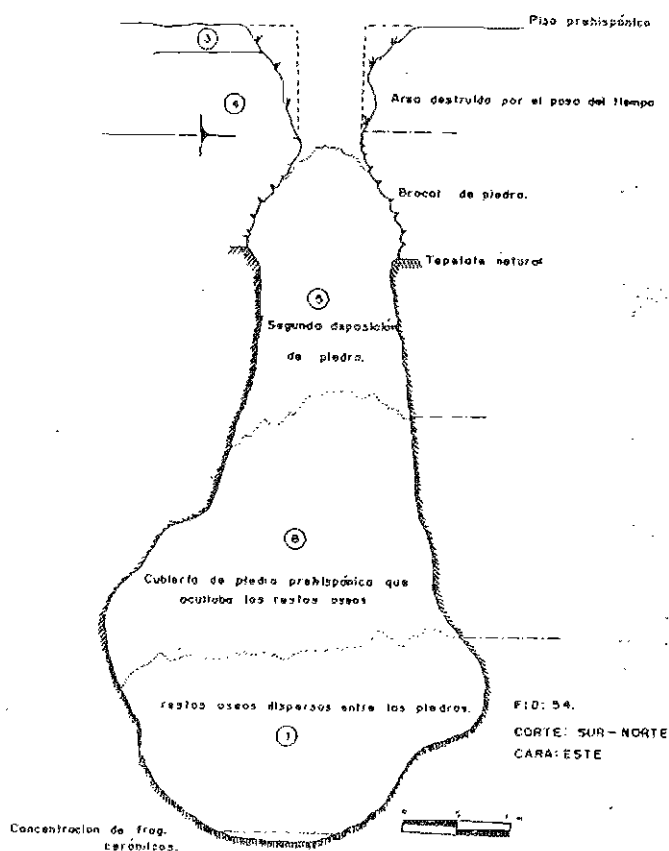 Piso prehispánico
3
4
Area destruida por el paso del tiempo
Brocal de piedra.
Tepetate natural
5
Segunda deposición
de piedra.
6
Cubierta de piedra prehispánica que
ocultaba los restos oseos
restos oseos dispersos entre las piedras.
7
FIG: 54.
CORTE: SUR-NORTE
CARA: ESTE
Concentracion de frag.
cerámicos.